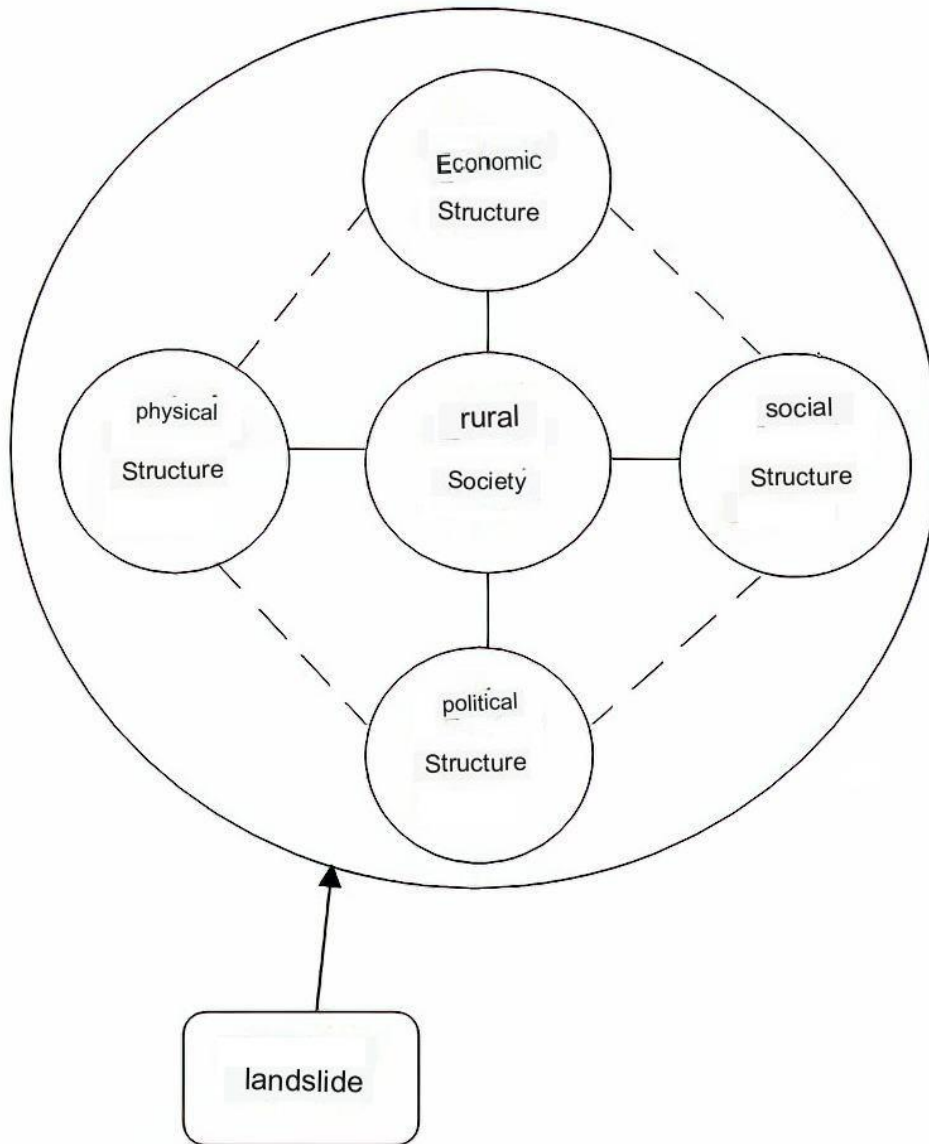 Economic
Structure
physical
Structure
rural
Society
social
Structure
political
Structure
landslide